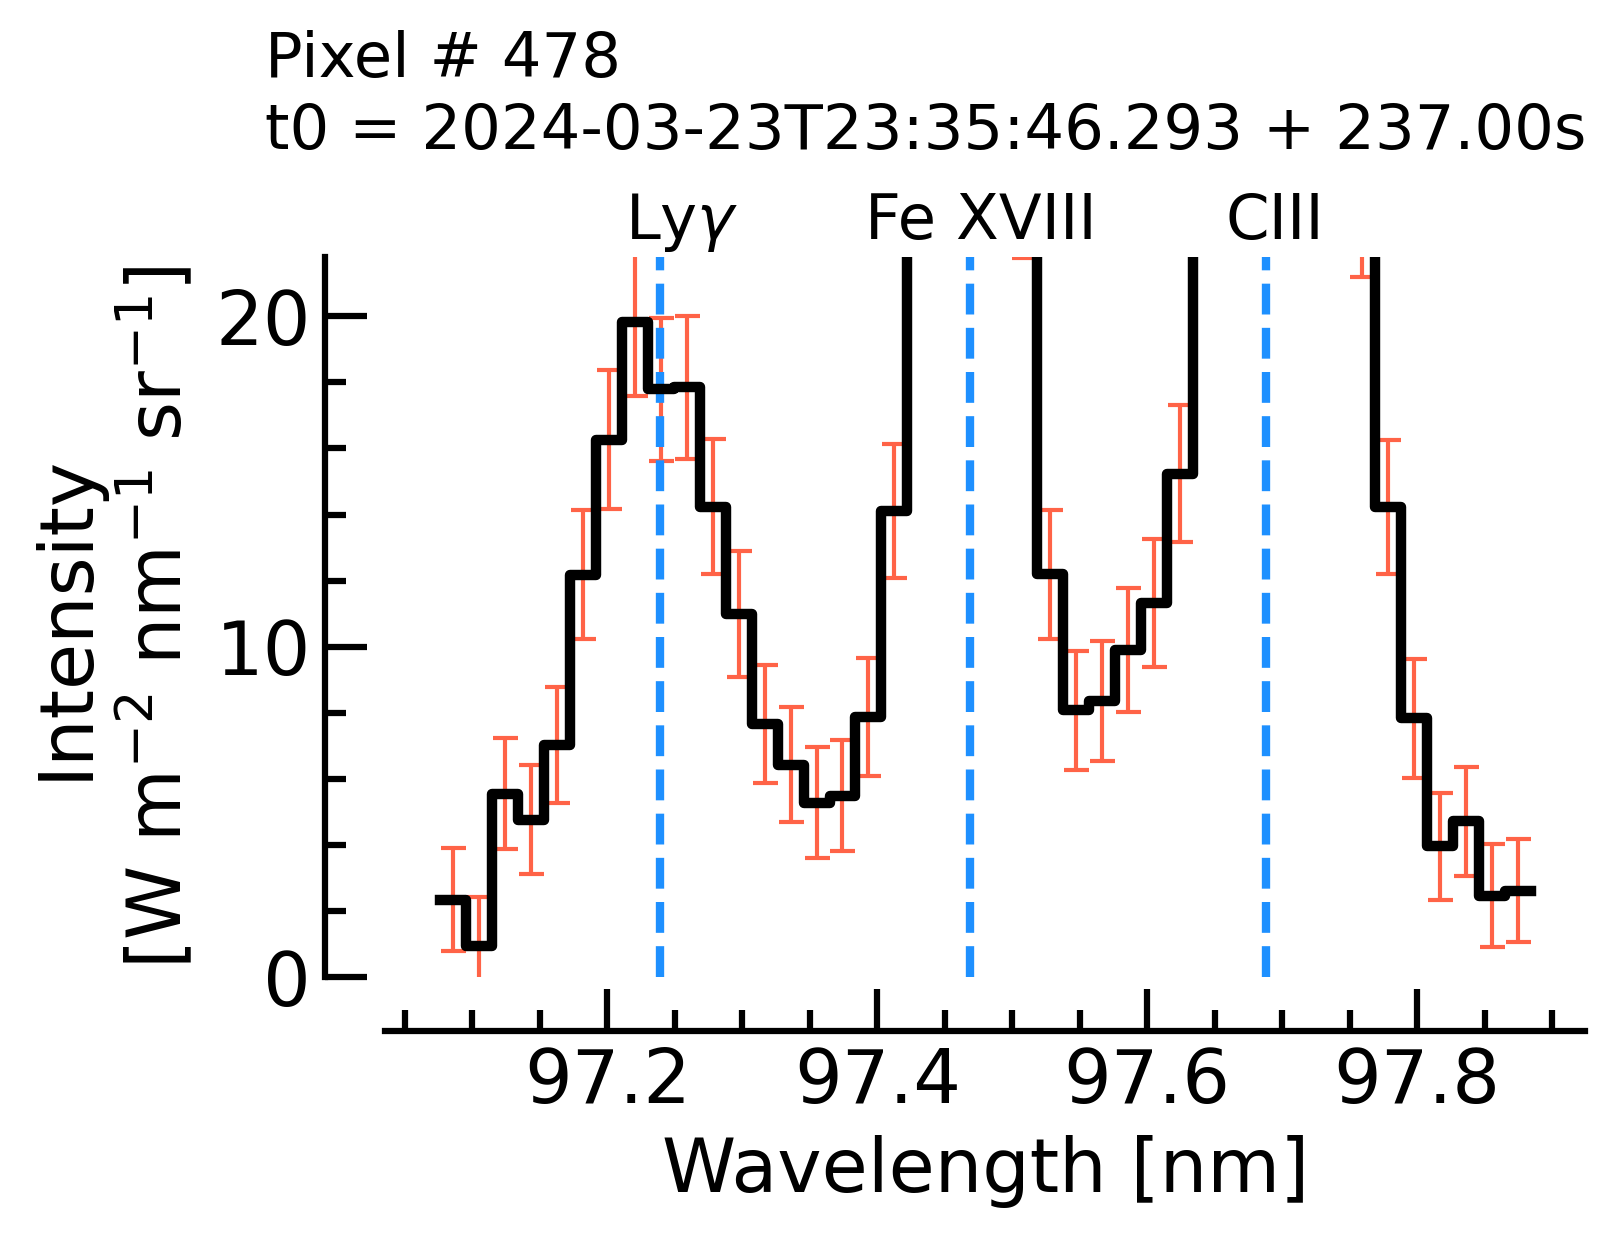 Pixel # 478
t0 = 2024-03-23T23:35:46.293 + 237.00s
Lyγ Fe XVIII CIII
Intensity
[W m⁻² nm⁻¹ sr⁻¹]
20
10
0
97.2 97.4 97.6 97.8
Wavelength [nm]